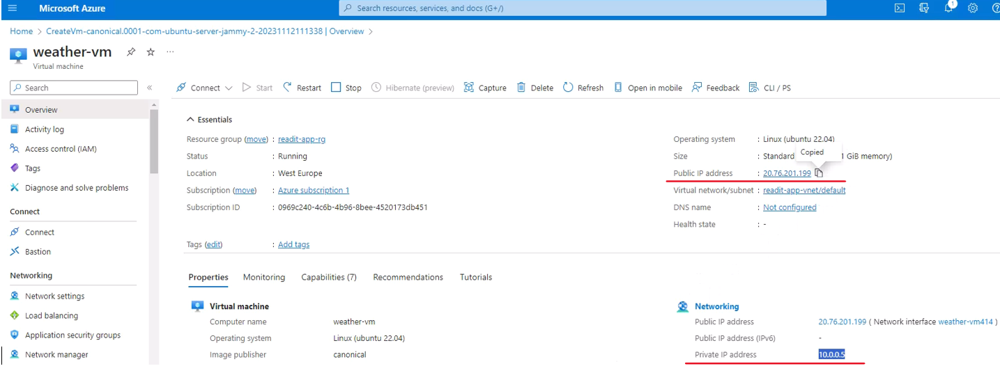 Microsoft Azure
Search resources, services, and docs (G+/)
1
Home > CreateVm-canonical.0001-com-ubuntu-server-jammy-2-20231112111338 | Overview >
weather-vm
...
Virtual machine
Search
«
Connect
Start
Restart
Stop
Hibernate (preview)
Capture
Delete
Refresh
Open in mobile
Feedback
CLI / PS
Overview
Activity log
Access control (IAM)
Tags
Diagnose and solve problems
Connect
Connect
Bastion
Networking
Network settings
Load balancing
Application security groups
Network manager
Essentials
Resource group (move) : readit-app-rg
Status : Running
Location : West Europe
Subscription (move) : Azure subscription 1
Subscription ID : 0969c240-4c6b-4b96-8bee-4520173db451
Tags (edit) : Add tags
Operating system : Linux (ubuntu 22.04)
Copied
Size : Standard 1 GiB memory)
Public IP address : 20.76.201.199
Virtual network/subnet : readit-app-vnet/default
DNS name : Not configured
Health state : -
Properties
Monitoring
Capabilities (7)
Recommendations
Tutorials
Virtual machine
Computer name weather-vm
Operating system Linux (ubuntu 22.04)
Image publisher canonical
Networking
Public IP address 20.76.201.199 ( Network interface weather-vm414 )
Public IP address (IPv6) -
Private IP address 10.0.0.5